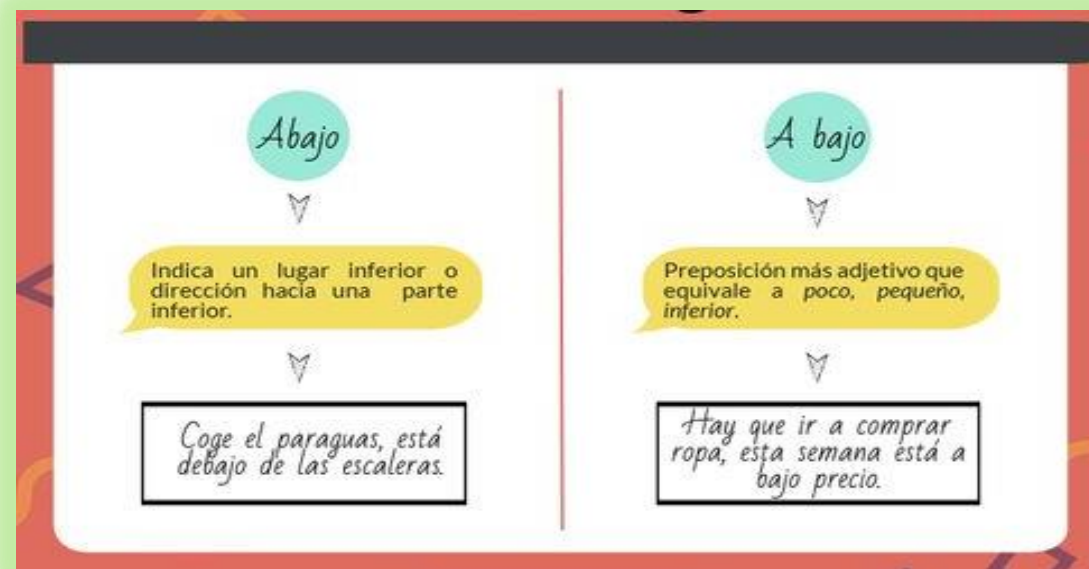 Abajo
Indica un lugar inferior o
dirección hacia una parte
inferior.
Coge el paraguas, está
debajo de las escaleras.
A bajo
Preposición más adjetivo que
equivale a poco, pequeño,
inferior.
Hay que ir a comprar
ropa, esta semana está a
bajo precio.